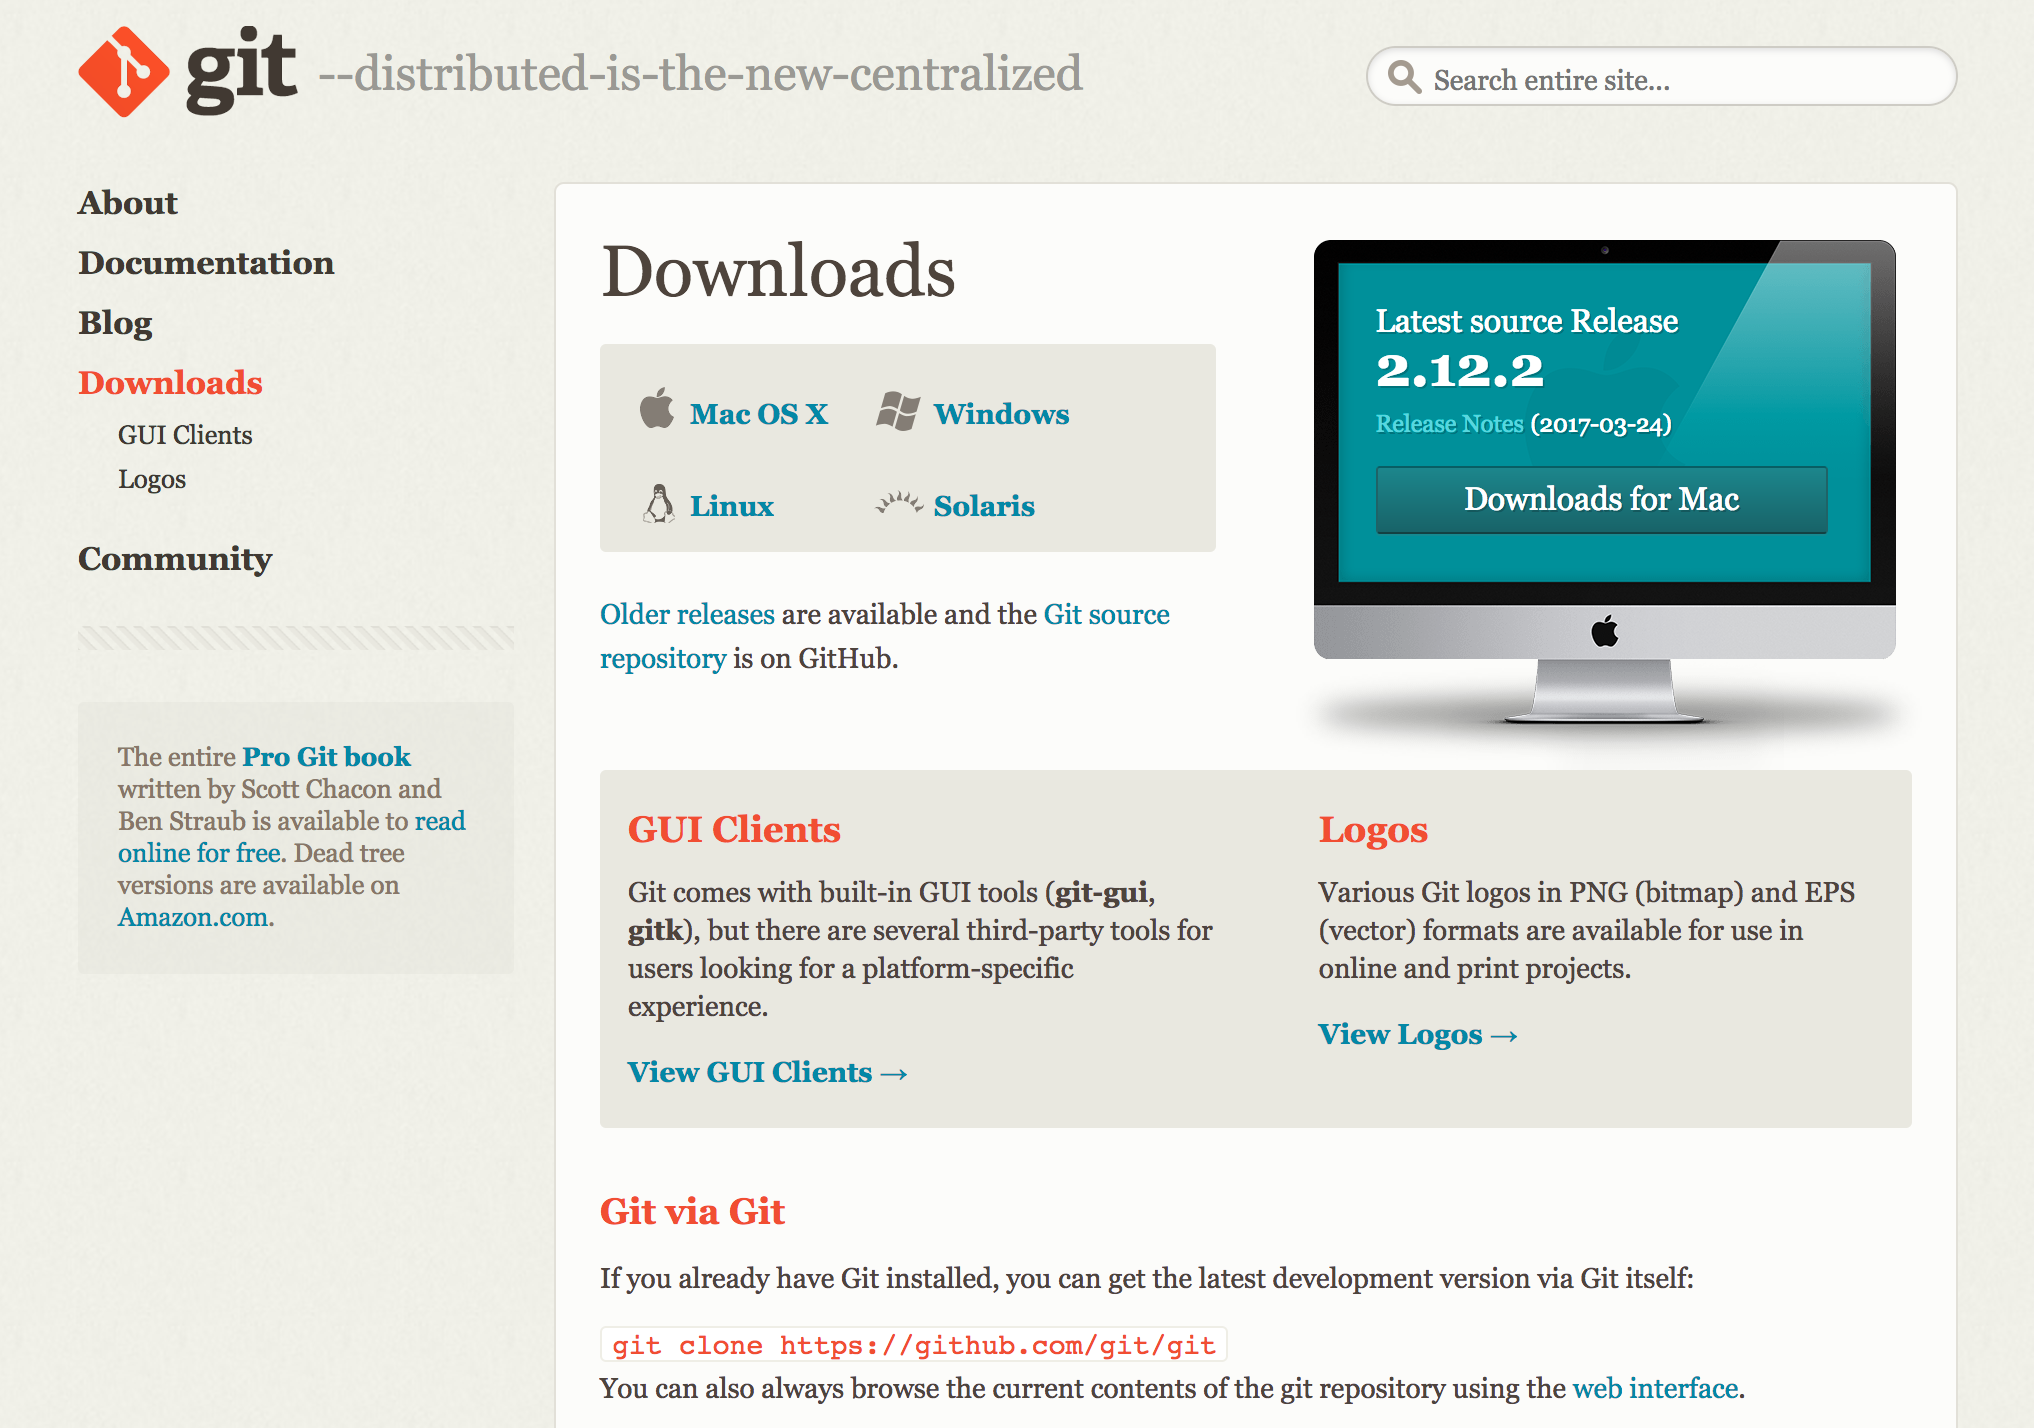 git --distributed-is-the-new-centralized
Search entire site...
About
Documentation
Blog
Downloads
GUI Clients
Logos
Community
The entire Pro Git book
written by Scott Chacon and
Ben Straub is available to read
online for free. Dead tree
versions are available on
Amazon.com.
Downloads
Mac OS X
Windows
Linux
Solaris
Older releases are available and the Git source
repository is on GitHub.
Latest source Release
2.12.2
Release Notes (2017-03-24)
Downloads for Mac
GUI Clients
Git comes with built-in GUI tools (git-gui,
gitk), but there are several third-party tools for
users looking for a platform-specific
experience.
View GUI Clients →
Logos
Various Git logos in PNG (bitmap) and EPS
(vector) formats are available for use in
online and print projects.
View Logos →
Git via Git
If you already have Git installed, you can get the latest development version via Git itself:
git clone https://github.com/git/git
You can also always browse the current contents of the git repository using the web interface.